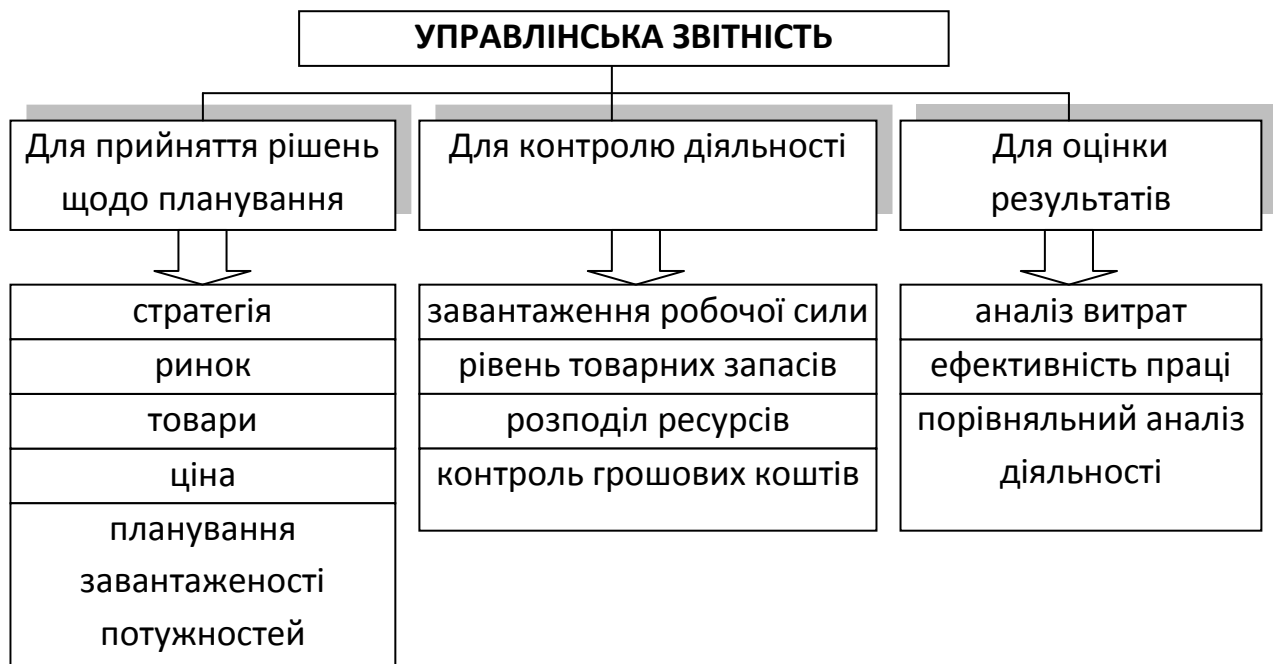 УПРАВЛІНСЬКА ЗВІТНІСТЬ
Для прийняття рішень
щодо планування
Для контролю діяльності
Для оцінки
результатів
стратегія
ринок
товари
ціна
планування
завантаженості
потужностей
завантаження робочої сили
рівень товарних запасів
розподіл ресурсів
контроль грошових коштів
аналіз витрат
ефективність праці
порівняльний аналіз
діяльності